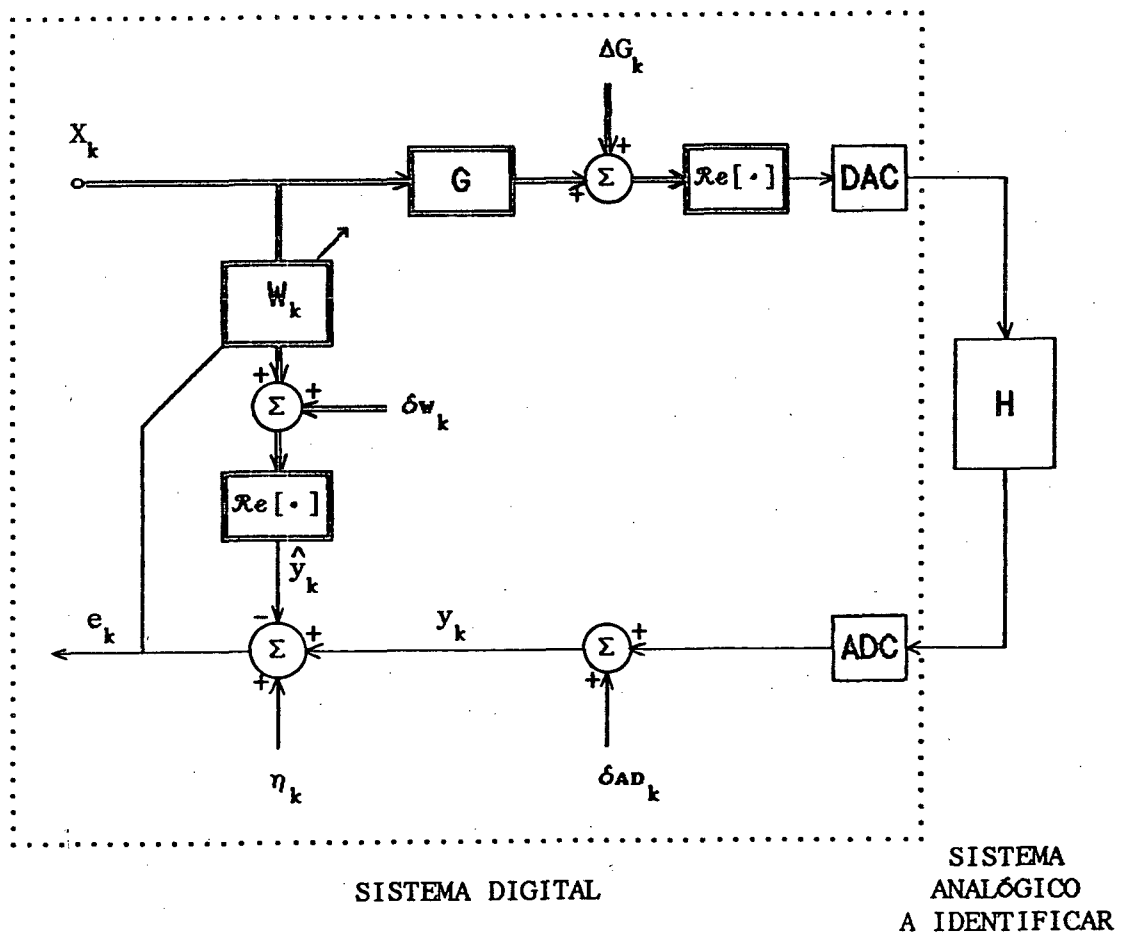 ΔG_k
X_k
G
+
Σ
+
ℛe[·]
DAC
W_k
+
+
Σ
δw_k
H
ℛe[·]
ŷ_k
e_k
-
Σ
+
+
y_k
Σ
+
+
ADC
η_k
δAD_k
SISTEMA DIGITAL
SISTEMA
ANALÓGICO
A IDENTIFICAR